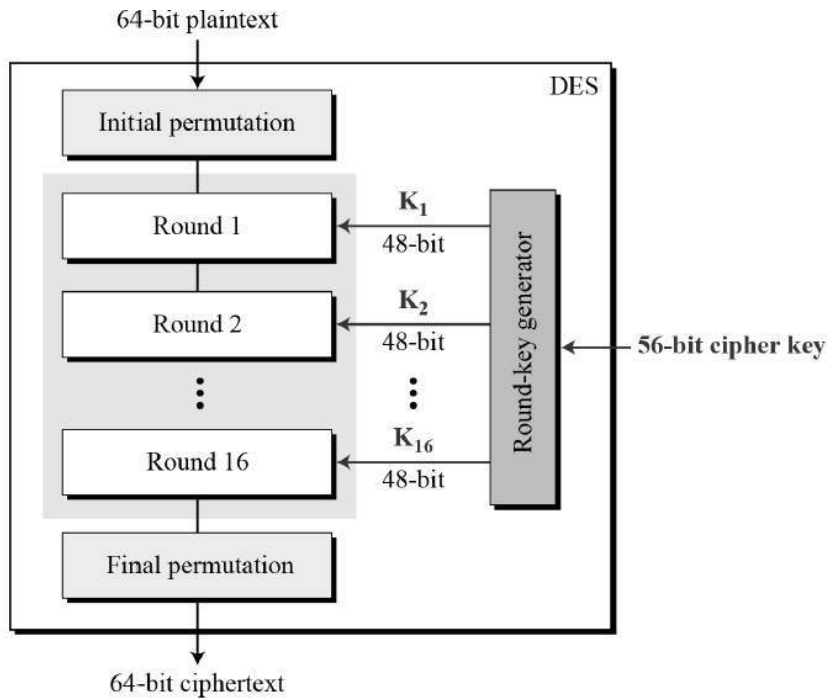 64-bit plaintext
DES
Initial permutation
Round 1
K1
48-bit
Round 2
K2
48-bit
Round-key generator
56-bit cipher key
Round 16
K16
48-bit
Final permutation
64-bit ciphertext